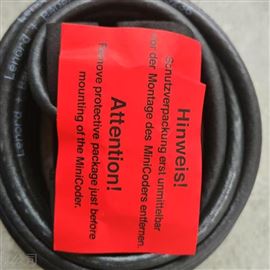 Hinweis!
Schutzverpackung erst unmittelbar
vor der Montage des MiniCoders entfernen
Attention!
Remove protective package just before
mounting of the MiniCoder.